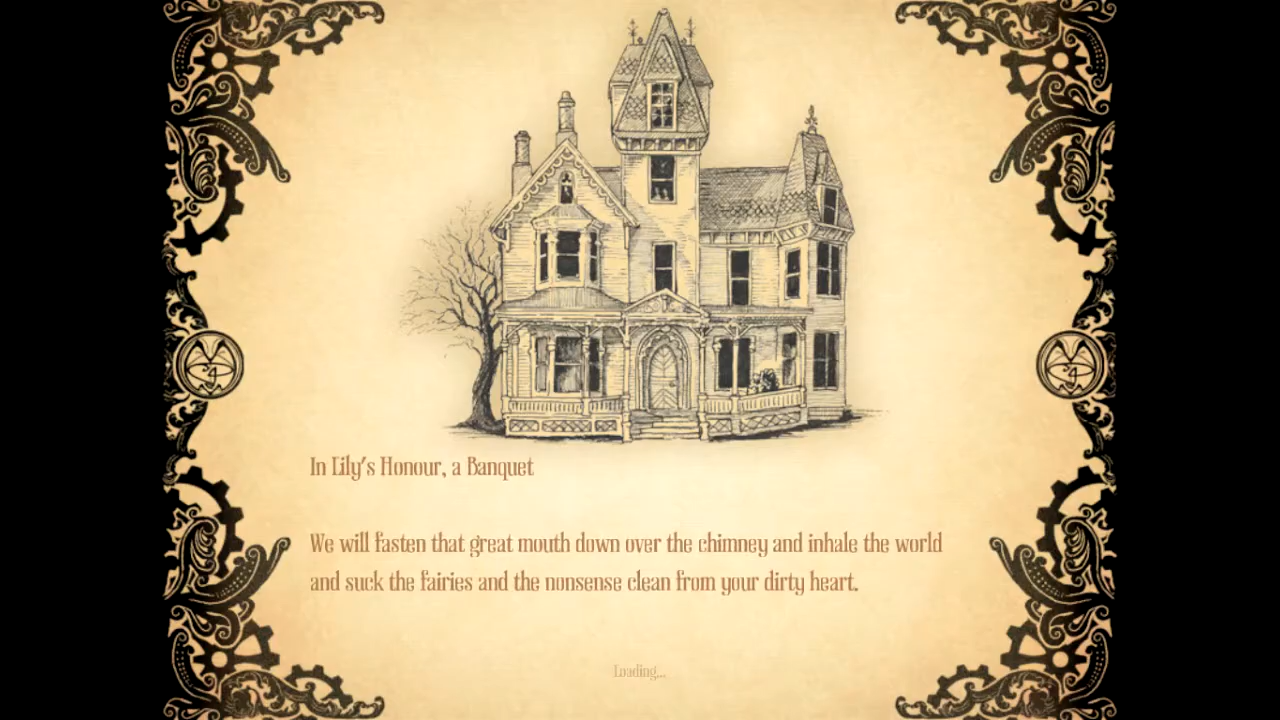 In Lily's Honour, a Banquet
We will fasten that great mouth down over the chimney and inhale the world
and suck the fairies and the nonsense clean from your dirty heart.
Loading...